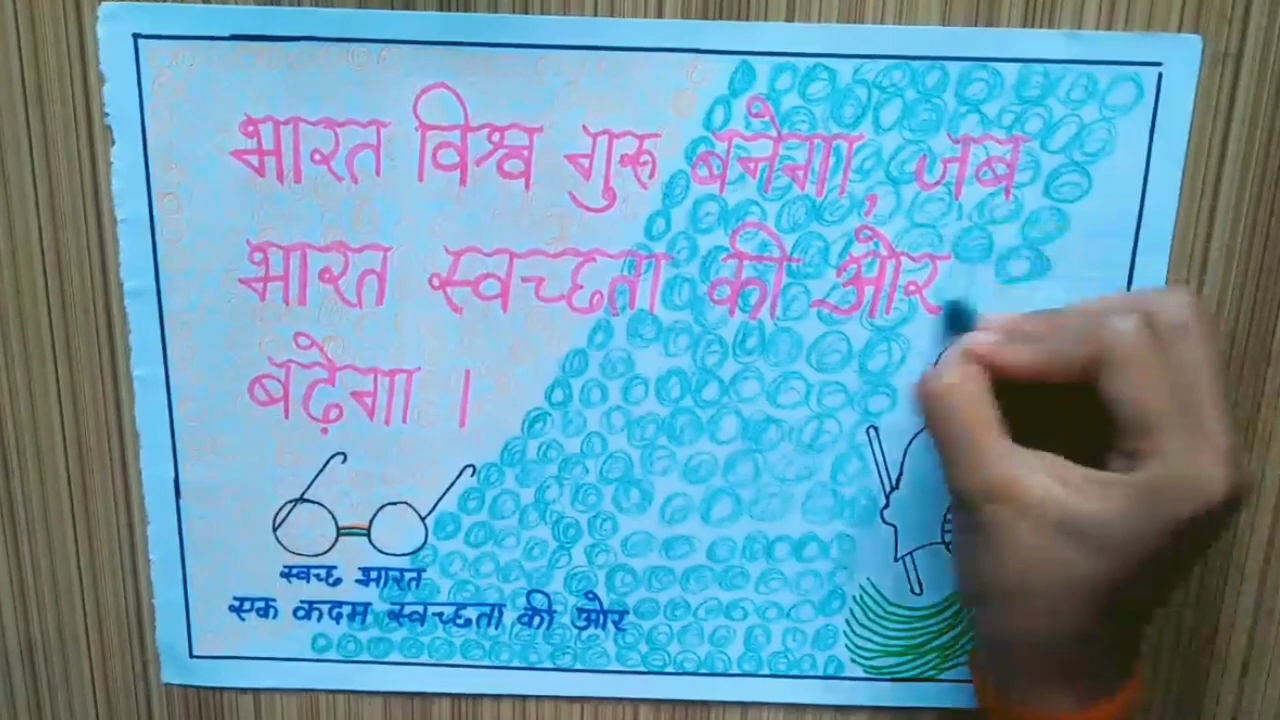 भारत विश्व गुरू बनेगा, जब
भारत स्वच्छता की ओर
बढ़ेगा ।
स्वच्छ भारत
एक कदम स्वच्छता की ओर